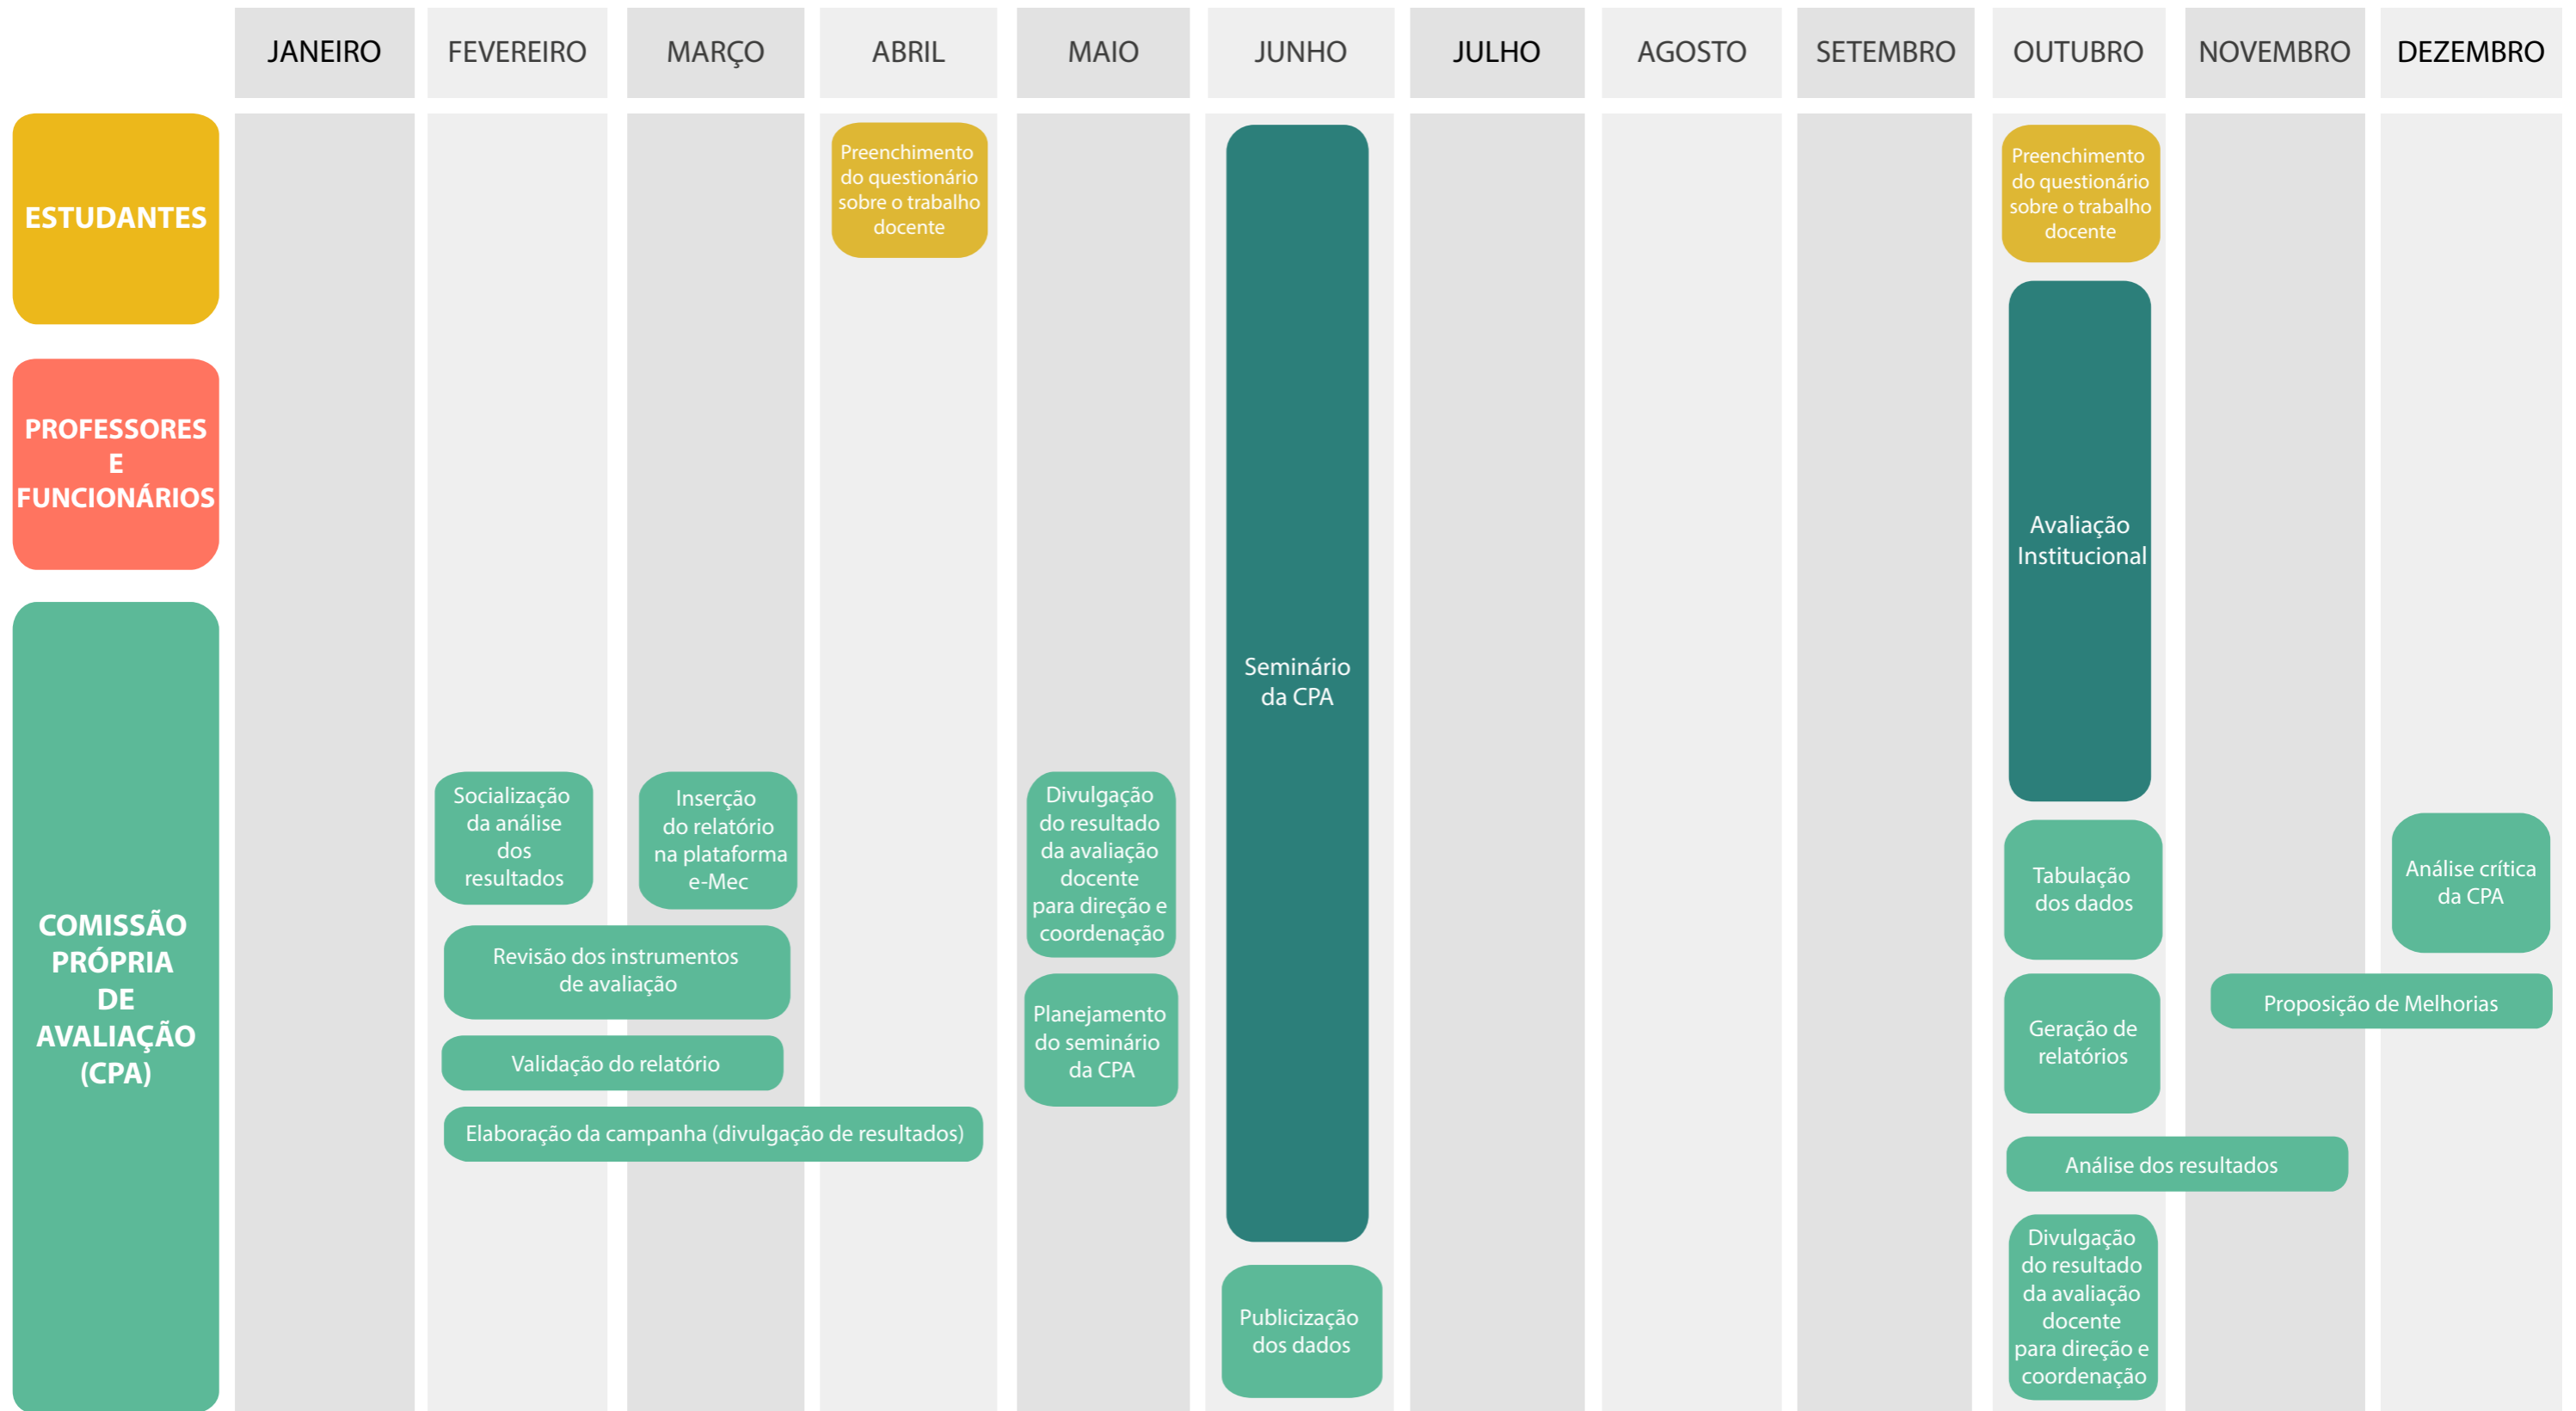 JANEIRO
FEVEREIRO
MARÇO
ABRIL
MAIO
JUNHO
JULHO
AGOSTO
SETEMBRO
OUTUBRO
NOVEMBRO
DEZEMBRO
ESTUDANTES
Preenchimento
do questionário
sobre o trabalho
docente
Preenchimento
do questionário
sobre o trabalho
docente
PROFESSORES
E
FUNCIONÁRIOS
Avaliação
Institucional
Seminário
da CPA
COMISSÃO
PRÓPRIA
DE
AVALIAÇÃO
(CPA)
Socialização
da análise
dos
resultados
Inserção
do relatório
na plataforma
e-Mec
Revisão dos instrumentos
de avaliação
Validação do relatório
Elaboração da campanha (divulgação de resultados)
Divulgação
do resultado
da avaliação
docente
para direção e
coordenação
Planejamento
do seminário
da CPA
Publicização
dos dados
Tabulação
dos dados
Geração de
relatórios
Análise dos resultados
Divulgação
do resultado
da avaliação
docente
para direção e
coordenação
Análise crítica
da CPA
Proposição de Melhorias